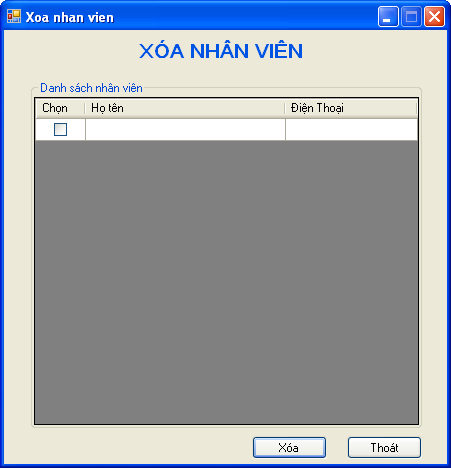 Xoa nhan vien
XÓA NHÂN VIÊN
Danh sách nhân viên
Chọn Họ tên Điện Thoại
Xóa Thoát